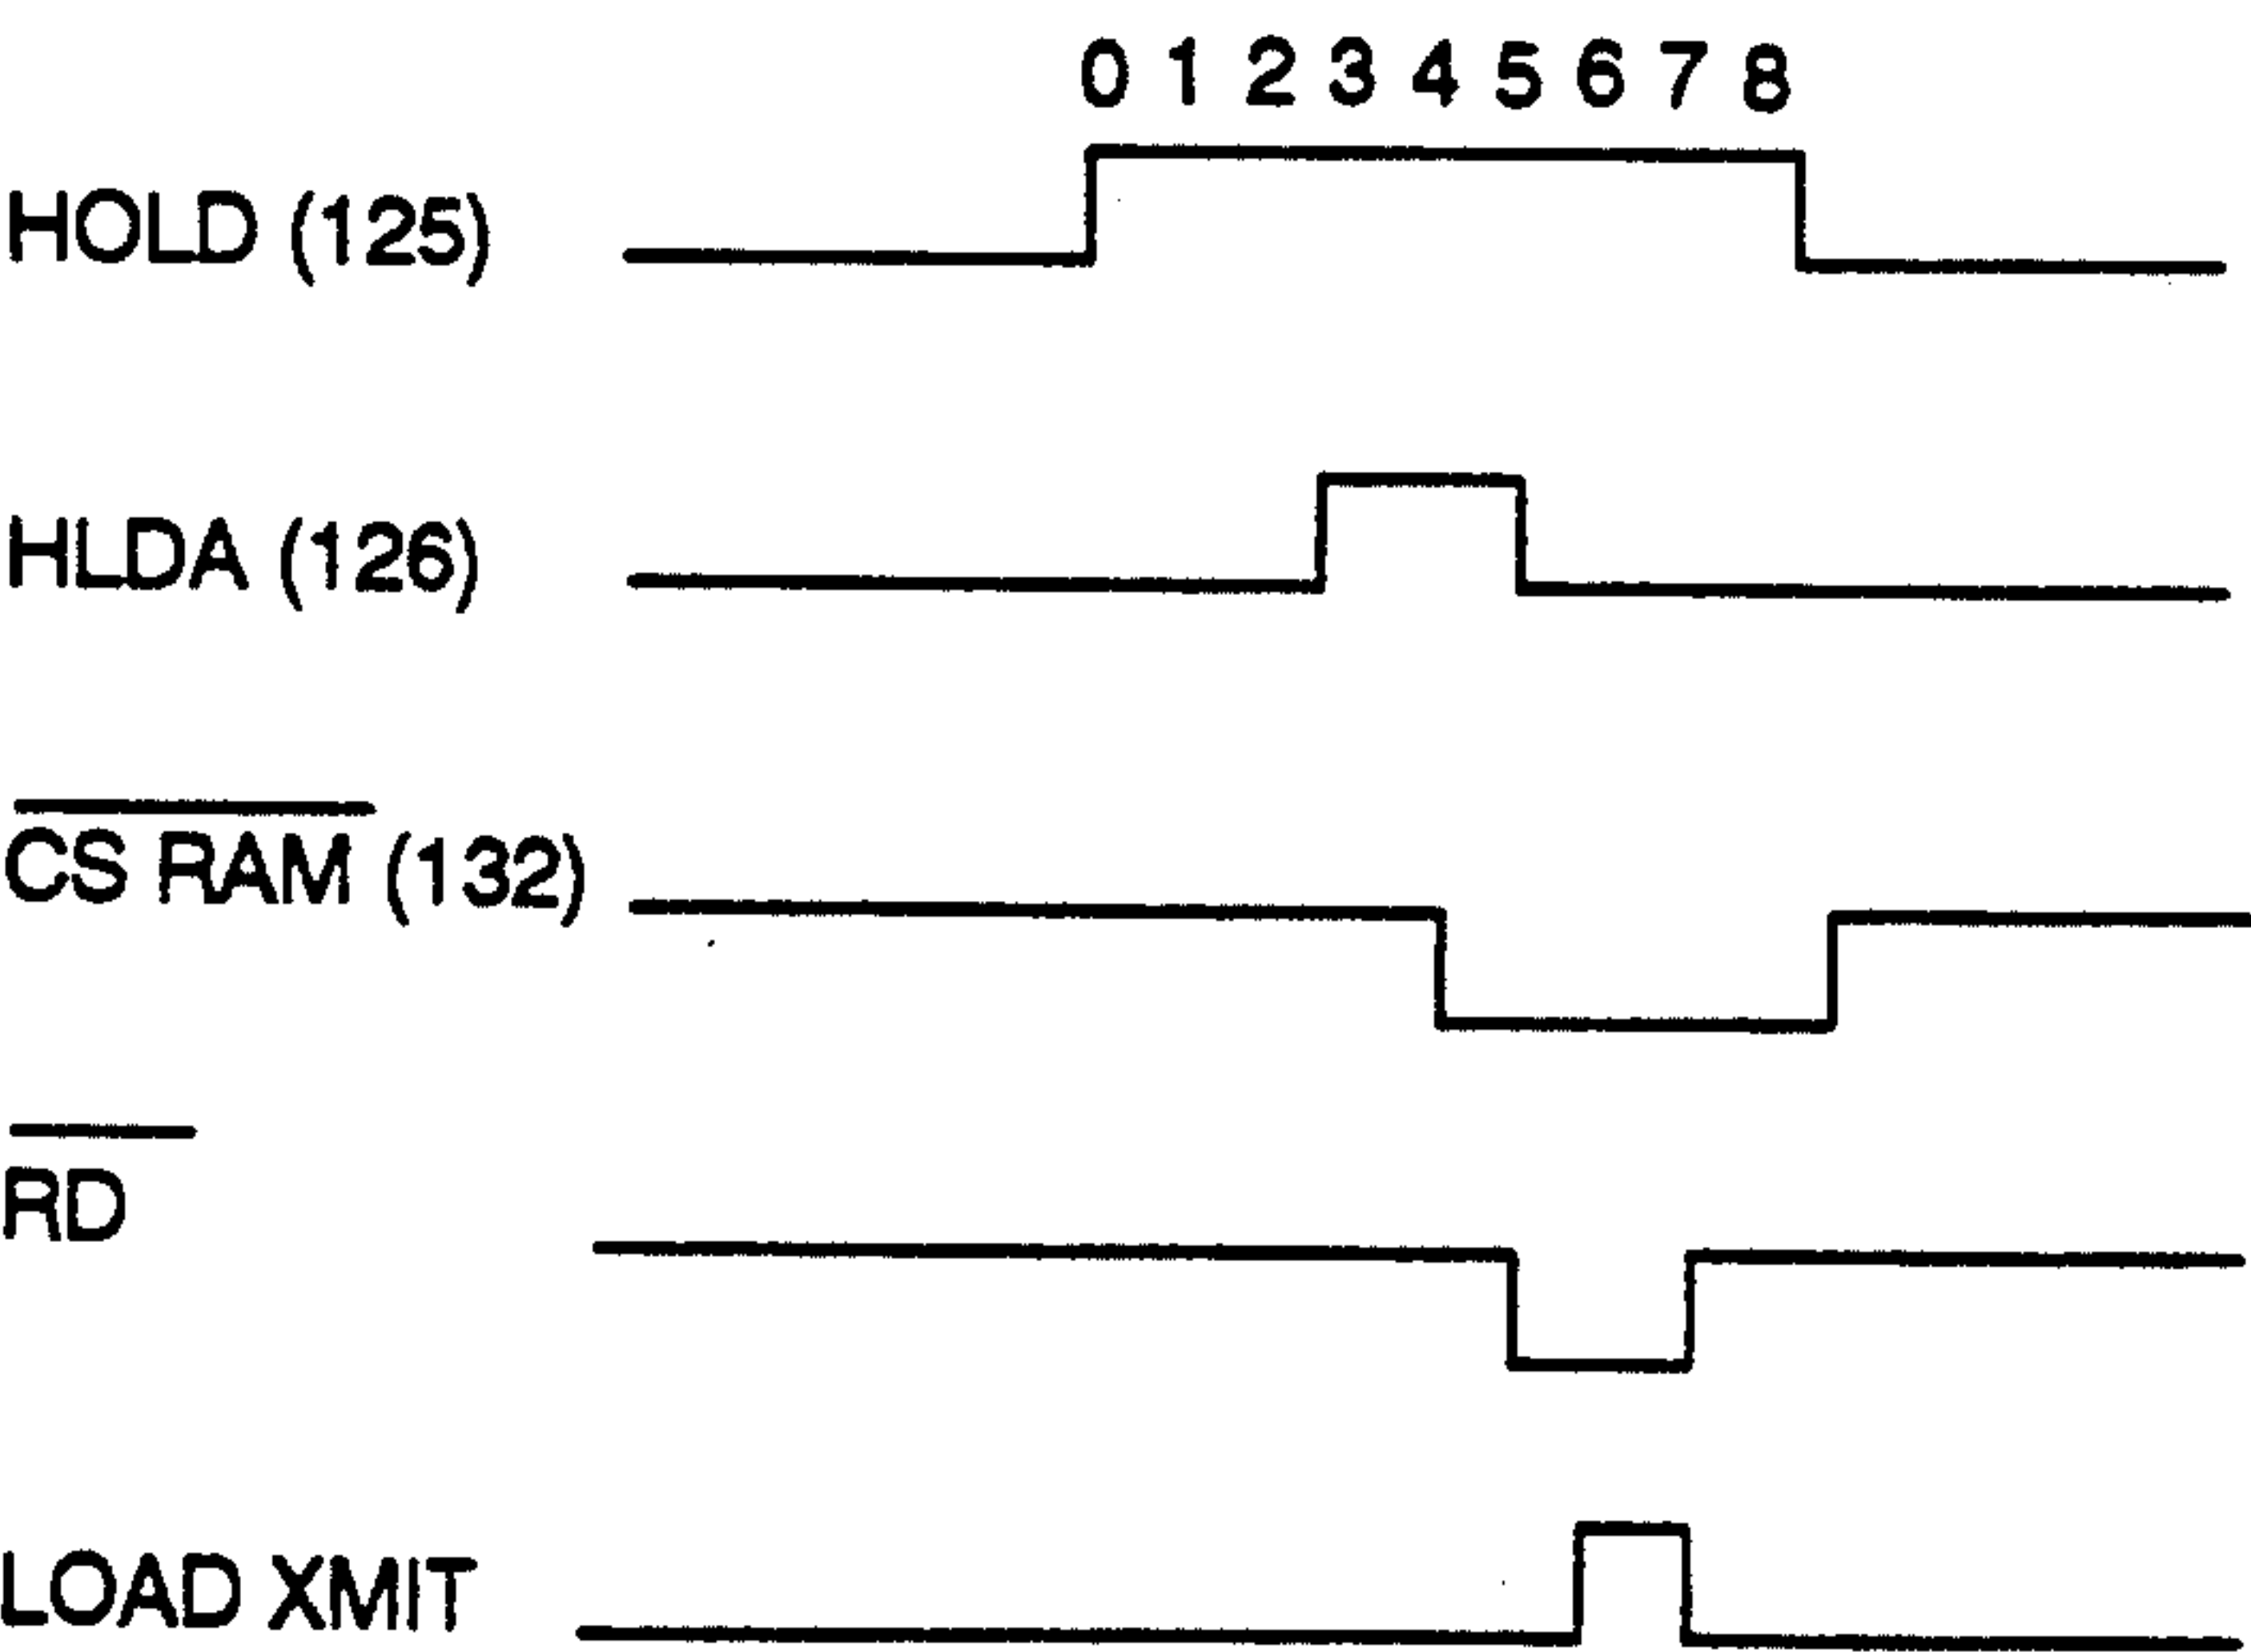 0 1 2 3 4 5 6 7 8
HOLD (125)
HLDA (126)
CS RAM (132)
RD
LOAD XMIT